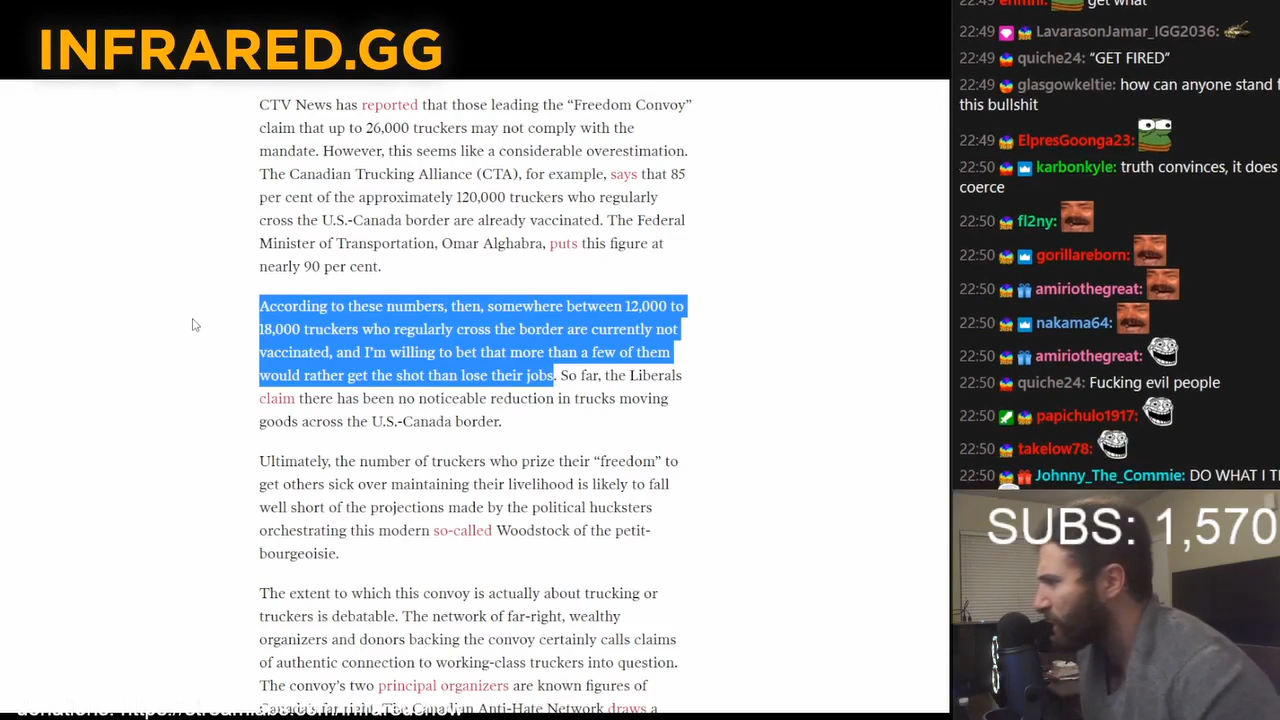 INFRARED.GG
CTV News has reported that those leading the “Freedom Convoy”
claim that up to 26,000 truckers may not comply with the
mandate. However, this seems like a considerable overestimation.
The Canadian Trucking Alliance (CTA), for example, says that 85
per cent of the approximately 120,000 truckers who regularly
cross the U.S.-Canada border are already vaccinated. The Federal
Minister of Transportation, Omar Alghabra, puts this figure at
nearly 90 per cent.
According to these numbers, then, somewhere between 12,000 to
18,000 truckers who regularly cross the border are currently not
vaccinated, and I’m willing to bet that more than a few of them
would rather get the shot than lose their jobs. So far, the Liberals
claim there has been no noticeable reduction in trucks moving
goods across the U.S.-Canada border.
Ultimately, the number of truckers who prize their “freedom” to
get others sick over maintaining their livelihood is likely to fall
well short of the projections made by the political hucksters
orchestrating this modern so-called Woodstock of the petit-
bourgeoisie.
The extent to which this convoy is actually about trucking or
truckers is debatable. The network of far-right, wealthy
organizers and donors backing the convoy certainly calls claims
of authentic connection to working-class truckers into question.
The convoy’s two principal organizers are known figures of
Anti-Hate Network draws a
22:49 get what
22:49 LavarasonJamar_IGG2036:
22:49 quiche24: “GET FIRED”
22:49 glasgowkeltie: how can anyone stand f
this bullshit
22:49 ElpresGoonga23:
22:50 karbonkyle: truth convinces, it does
coerce
22:50 fl2ny:
22:50 gorillareborn:
22:50 amiriothegreat:
22:50 nakama64:
22:50 amiriothegreat:
22:50 quiche24: Fucking evil people
22:50 papichulo1917:
22:50 takelow78:
22:50 Johnny_The_Commie: DO WHAT I T
SUBS: 1,570